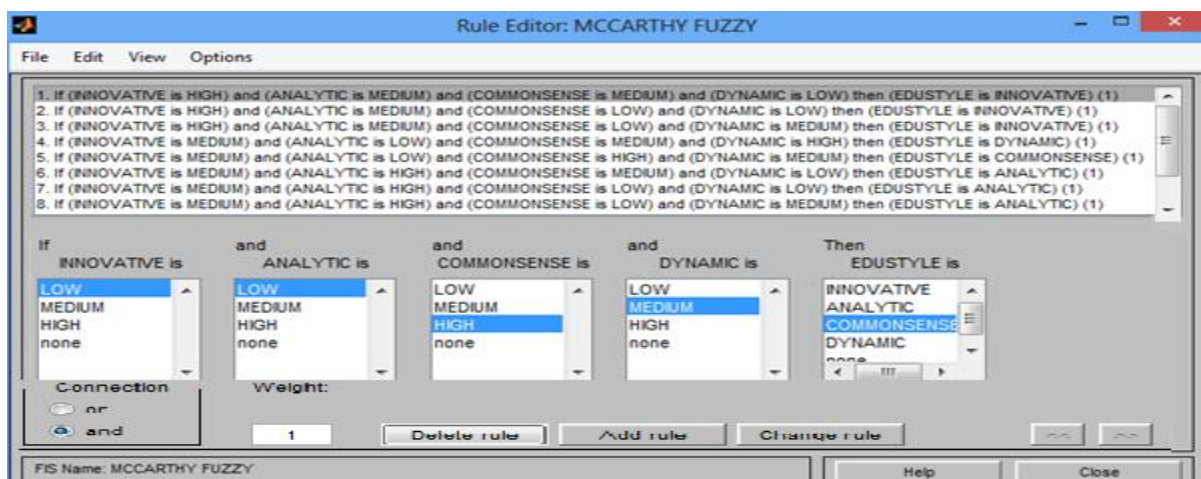 Rule Editor: MCCARTHY FUZZY
File Edit View Options
1. If (INNOVATIVE is HIGH) and (ANALYTIC is MEDIUM) and (COMMONSENSE is MEDIUM) and (DYNAMIC is LOW) then (EDUSTYLE is INNOVATIVE) (1)
2. If (INNOVATIVE is HIGH) and (ANALYTIC is MEDIUM) and (COMMONSENSE is LOW) and (DYNAMIC is LOW) then (EDUSTYLE is INNOVATIVE) (1)
3. If (INNOVATIVE is HIGH) and (ANALYTIC is MEDIUM) and (COMMONSENSE is LOW) and (DYNAMIC is MEDIUM) then (EDUSTYLE is INNOVATIVE) (1)
4. If (INNOVATIVE is MEDIUM) and (ANALYTIC is LOW) and (COMMONSENSE is MEDIUM) and (DYNAMIC is HIGH) then (EDUSTYLE is DYNAMIC) (1)
5. If (INNOVATIVE is MEDIUM) and (ANALYTIC is LOW) and (COMMONSENSE is HIGH) and (DYNAMIC is MEDIUM) then (EDUSTYLE is COMMONSENSE) (1)
6. If (INNOVATIVE is MEDIUM) and (ANALYTIC is HIGH) and (COMMONSENSE is MEDIUM) and (DYNAMIC is LOW) then (EDUSTYLE is ANALYTIC) (1)
7. If (INNOVATIVE is MEDIUM) and (ANALYTIC is HIGH) and (COMMONSENSE is LOW) and (DYNAMIC is LOW) then (EDUSTYLE is ANALYTIC) (1)
8. If (INNOVATIVE is MEDIUM) and (ANALYTIC is HIGH) and (COMMONSENSE is LOW) and (DYNAMIC is MEDIUM) then (EDUSTYLE is ANALYTIC) (1)
If and and and Then
INNOVATIVE is ANALYTIC is COMMONSENSE is DYNAMIC is EDUSTYLE is
LOW LOW LOW LOW INNOVATIVE
MEDIUM MEDIUM MEDIUM MEDIUM ANALYTIC
HIGH HIGH HIGH HIGH COMMONSENSE
none none none none DYNAMIC
none
Connection Weight:
or
and 1 Delete rule Add rule Change rule << >>
FIS Name: MCCARTHY FUZZY Help Close